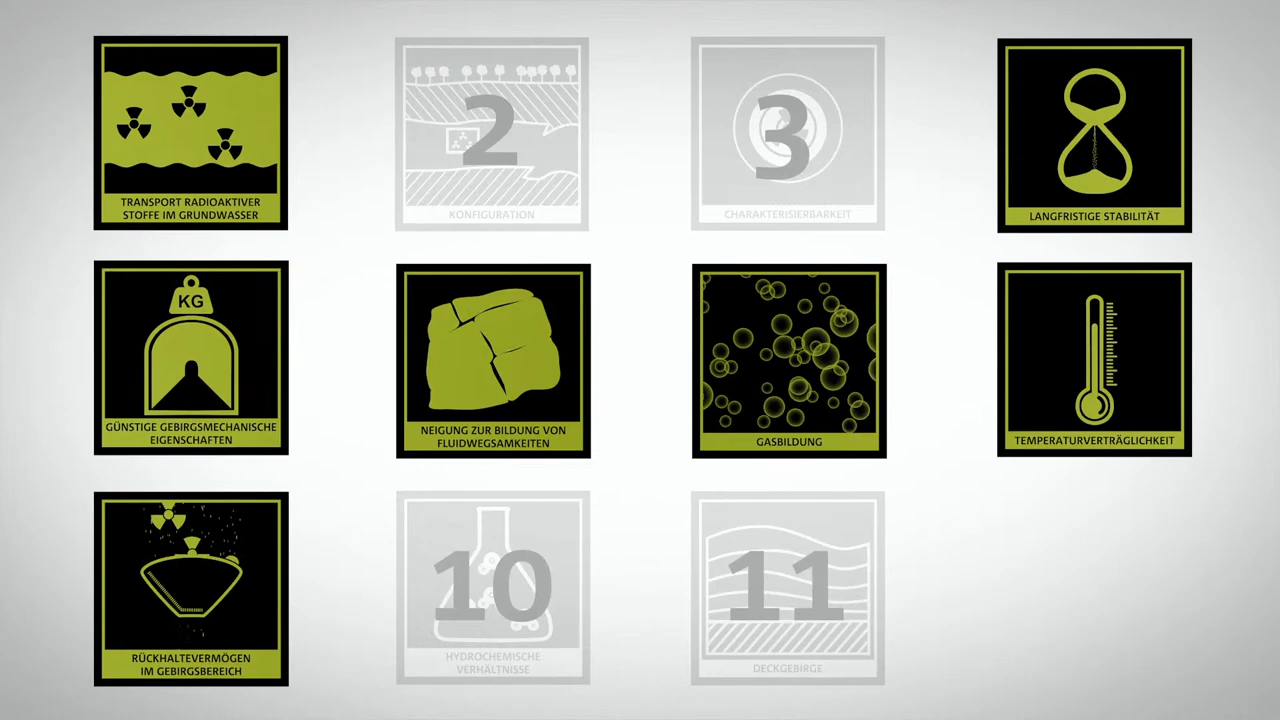 TRANSPORT RADIOAKTIVER
STOFFE IM GRUNDWASSER
2
KONFIGURATION
3
CHARAKTERISIERBARKEIT
LANGFRISTIGE STABILITÄT
KG
GÜNSTIGE GEBIRGSMECHANISCHE
EIGENSCHAFTEN
NEIGUNG ZUR BILDUNG VON
FLUIDWEGSAMKEITEN
GASBILDUNG
TEMPERATURVERTRÄGLICHKEIT
RÜCKHALTEVERMÖGEN
IM GEBIRGSBEREICH
10
HYDROCHEMISCHE
VERHÄLTNISSE
11
DECKGEBIRGE